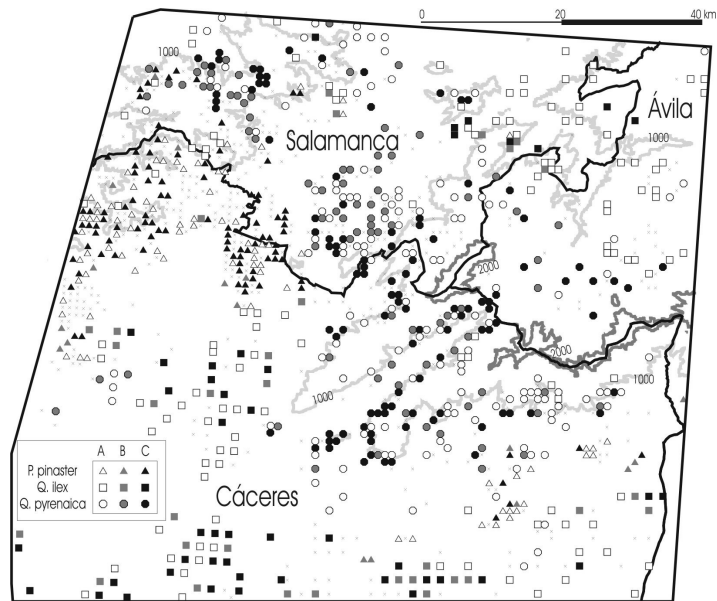 0 20 40 km
1000
Ávila
1000
Salamanca
2000
2000
1000
1000
A B C
P. pinaster
Q. ilex
Q. pyrenaica
Cáceres